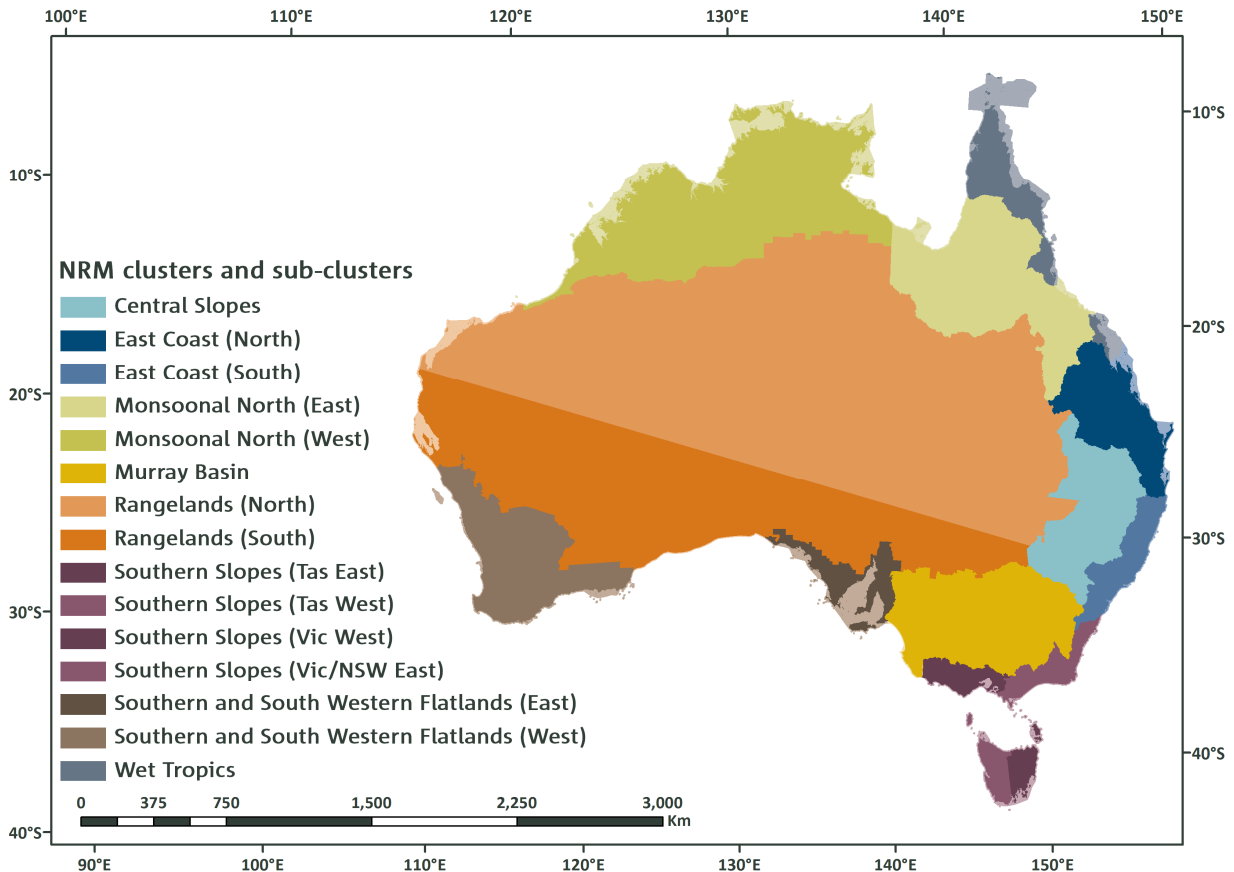 100°E 110°E 120°E 130°E 140°E 150°E
10°S
10°S
NRM clusters and sub-clusters
Central Slopes
20°S
East Coast (North)
East Coast (South)
20°S
Monsoonal North (East)
Monsoonal North (West)
Murray Basin
Rangelands (North)
Rangelands (South)
30°S
Southern Slopes (Tas East)
Southern Slopes (Tas West)
30°S
Southern Slopes (Vic West)
Southern Slopes (Vic/NSW East)
Southern and South Western Flatlands (East)
Southern and South Western Flatlands (West)
40°S
Wet Tropics
0 375 750 1,500 2,250 3,000
Km
40°S
90°E 100°E 110°E 120°E 130°E 140°E 150°E